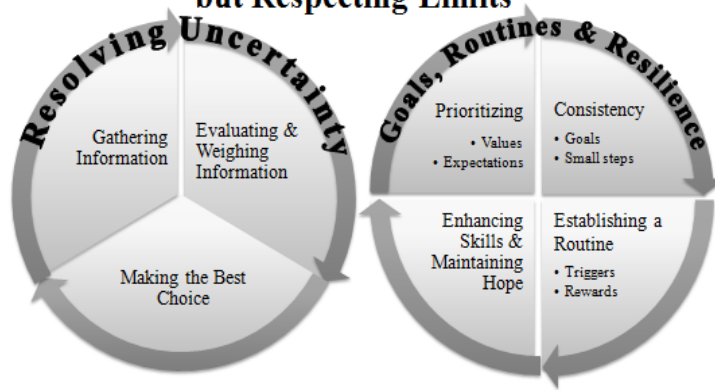 but Respecting Limits
Resolving Uncertainty
Gathering
Information
Evaluating &
Weighing
Information
Making the Best
Choice
Goals, Routines & Resilience
Prioritizing
• Values
• Expectations
Consistency
• Goals
• Small steps
Enhancing
Skills &
Maintaining
Hope
Establishing a
Routine
• Triggers
• Rewards